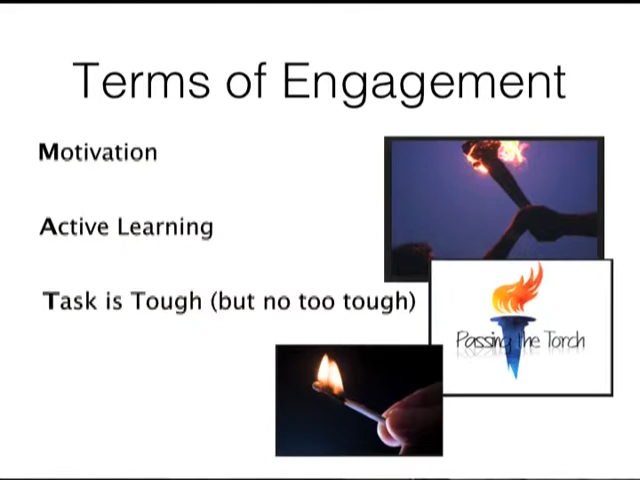 Terms of Engagement
Motivation
Active Learning
Task is Tough (but no too tough)
Passing the Torch